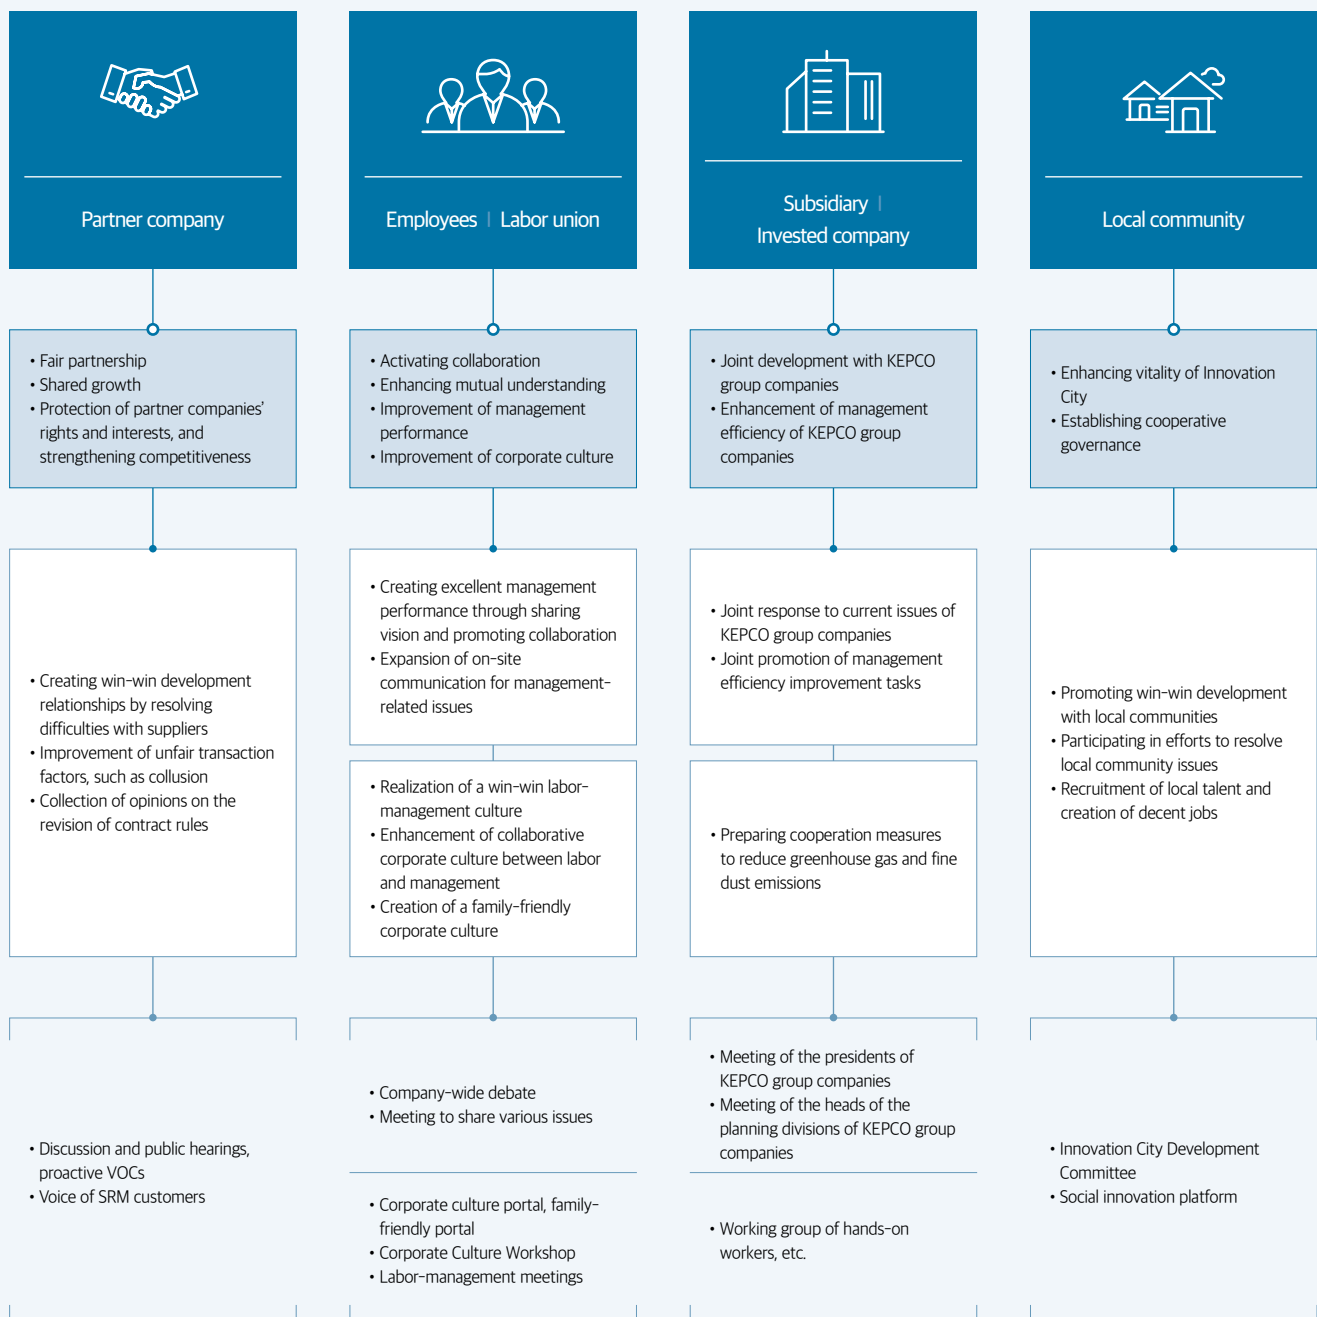 Partner company
• Fair partnership
• Shared growth
• Protection of partner companies'
rights and interests, and
strengthening competitiveness
• Creating win-win development
relationships by resolving
difficulties with suppliers
• Improvement of unfair transaction
factors, such as collusion
• Collection of opinions on the
revision of contract rules
• Discussion and public hearings,
proactive VOCs
• Voice of SRM customers
Employees | Labor union
• Activating collaboration
• Enhancing mutual understanding
• Improvement of management
performance
• Improvement of corporate culture
• Creating excellent management
performance through sharing
vision and promoting collaboration
• Expansion of on-site
communication for management-
related issues
• Realization of a win-win labor-
management culture
• Enhancement of collaborative
corporate culture between labor
and management
• Creation of a family-friendly
corporate culture
• Company-wide debate
• Meeting to share various issues
• Corporate culture portal, family-
friendly portal
• Corporate Culture Workshop
• Labor-management meetings
Subsidiary |
Invested company
• Joint development with KEPCO
group companies
• Enhancement of management
efficiency of KEPCO group
companies
• Joint response to current issues of
KEPCO group companies
• Joint promotion of management
efficiency improvement tasks
• Preparing cooperation measures
to reduce greenhouse gas and fine
dust emissions
• Meeting of the presidents of
KEPCO group companies
• Meeting of the heads of the
planning divisions of KEPCO group
companies
• Working group of hands-on
workers, etc.
Local community
• Enhancing vitality of Innovation
City
• Establishing cooperative
governance
• Promoting win-win development
with local communities
• Participating in efforts to resolve
local community issues
• Recruitment of local talent and
creation of decent jobs
• Innovation City Development
Committee
• Social innovation platform